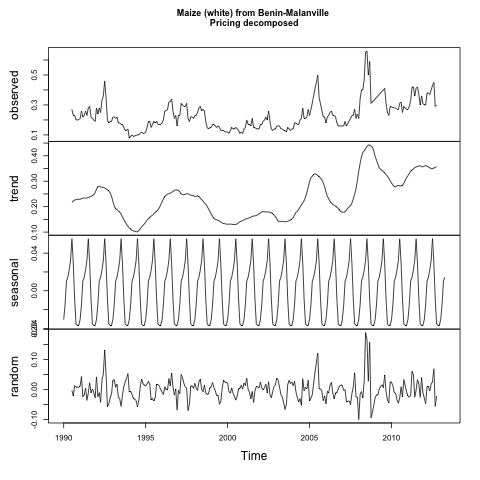 Maize (white) from Benin-Malanville
Pricing decomposed
observed
0.1 0.3 0.5
trend
0.10 0.20 0.30 0.40
seasonal
0.00 0.04
random
-0.10 0.00 0.10
1990 1995 2000 2005 2010
Time